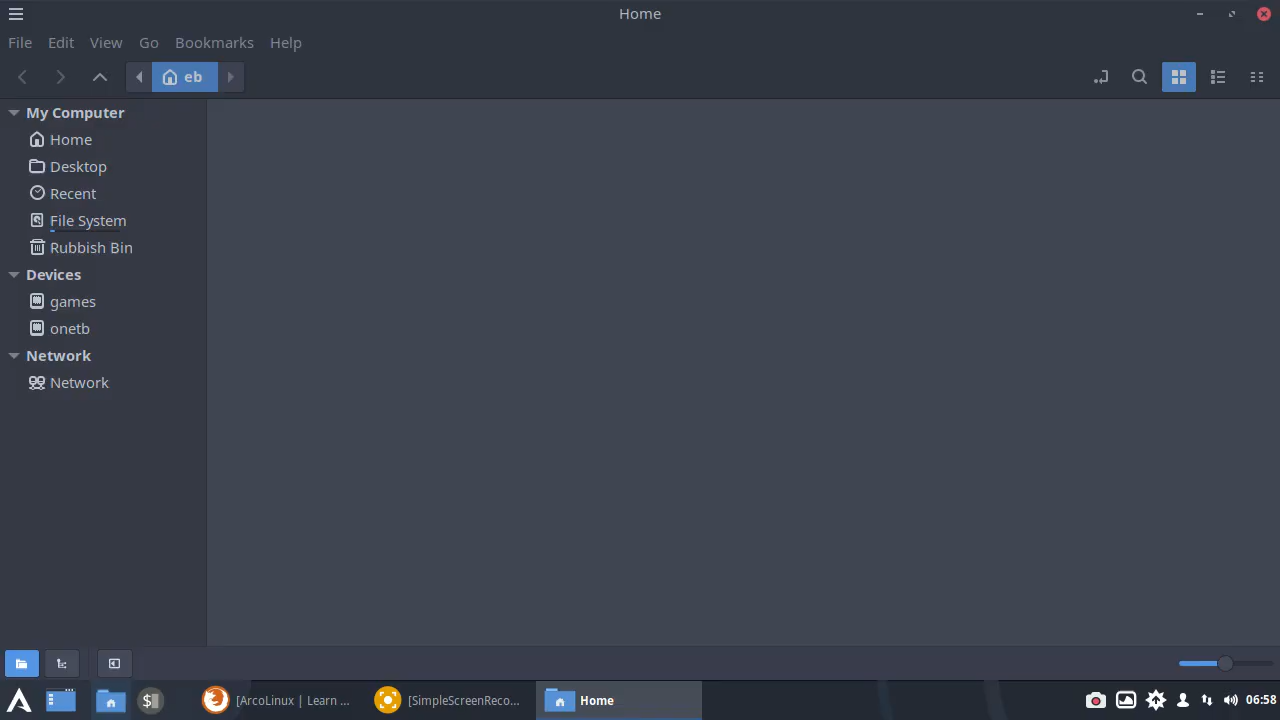 Home
File Edit View Go Bookmarks Help
eb
My Computer
Home
Desktop
Recent
File System
Rubbish Bin
Devices
games
onetb
Network
Network
[ArcoLinux | Learn ... [SimpleScreenReco... Home 06:58